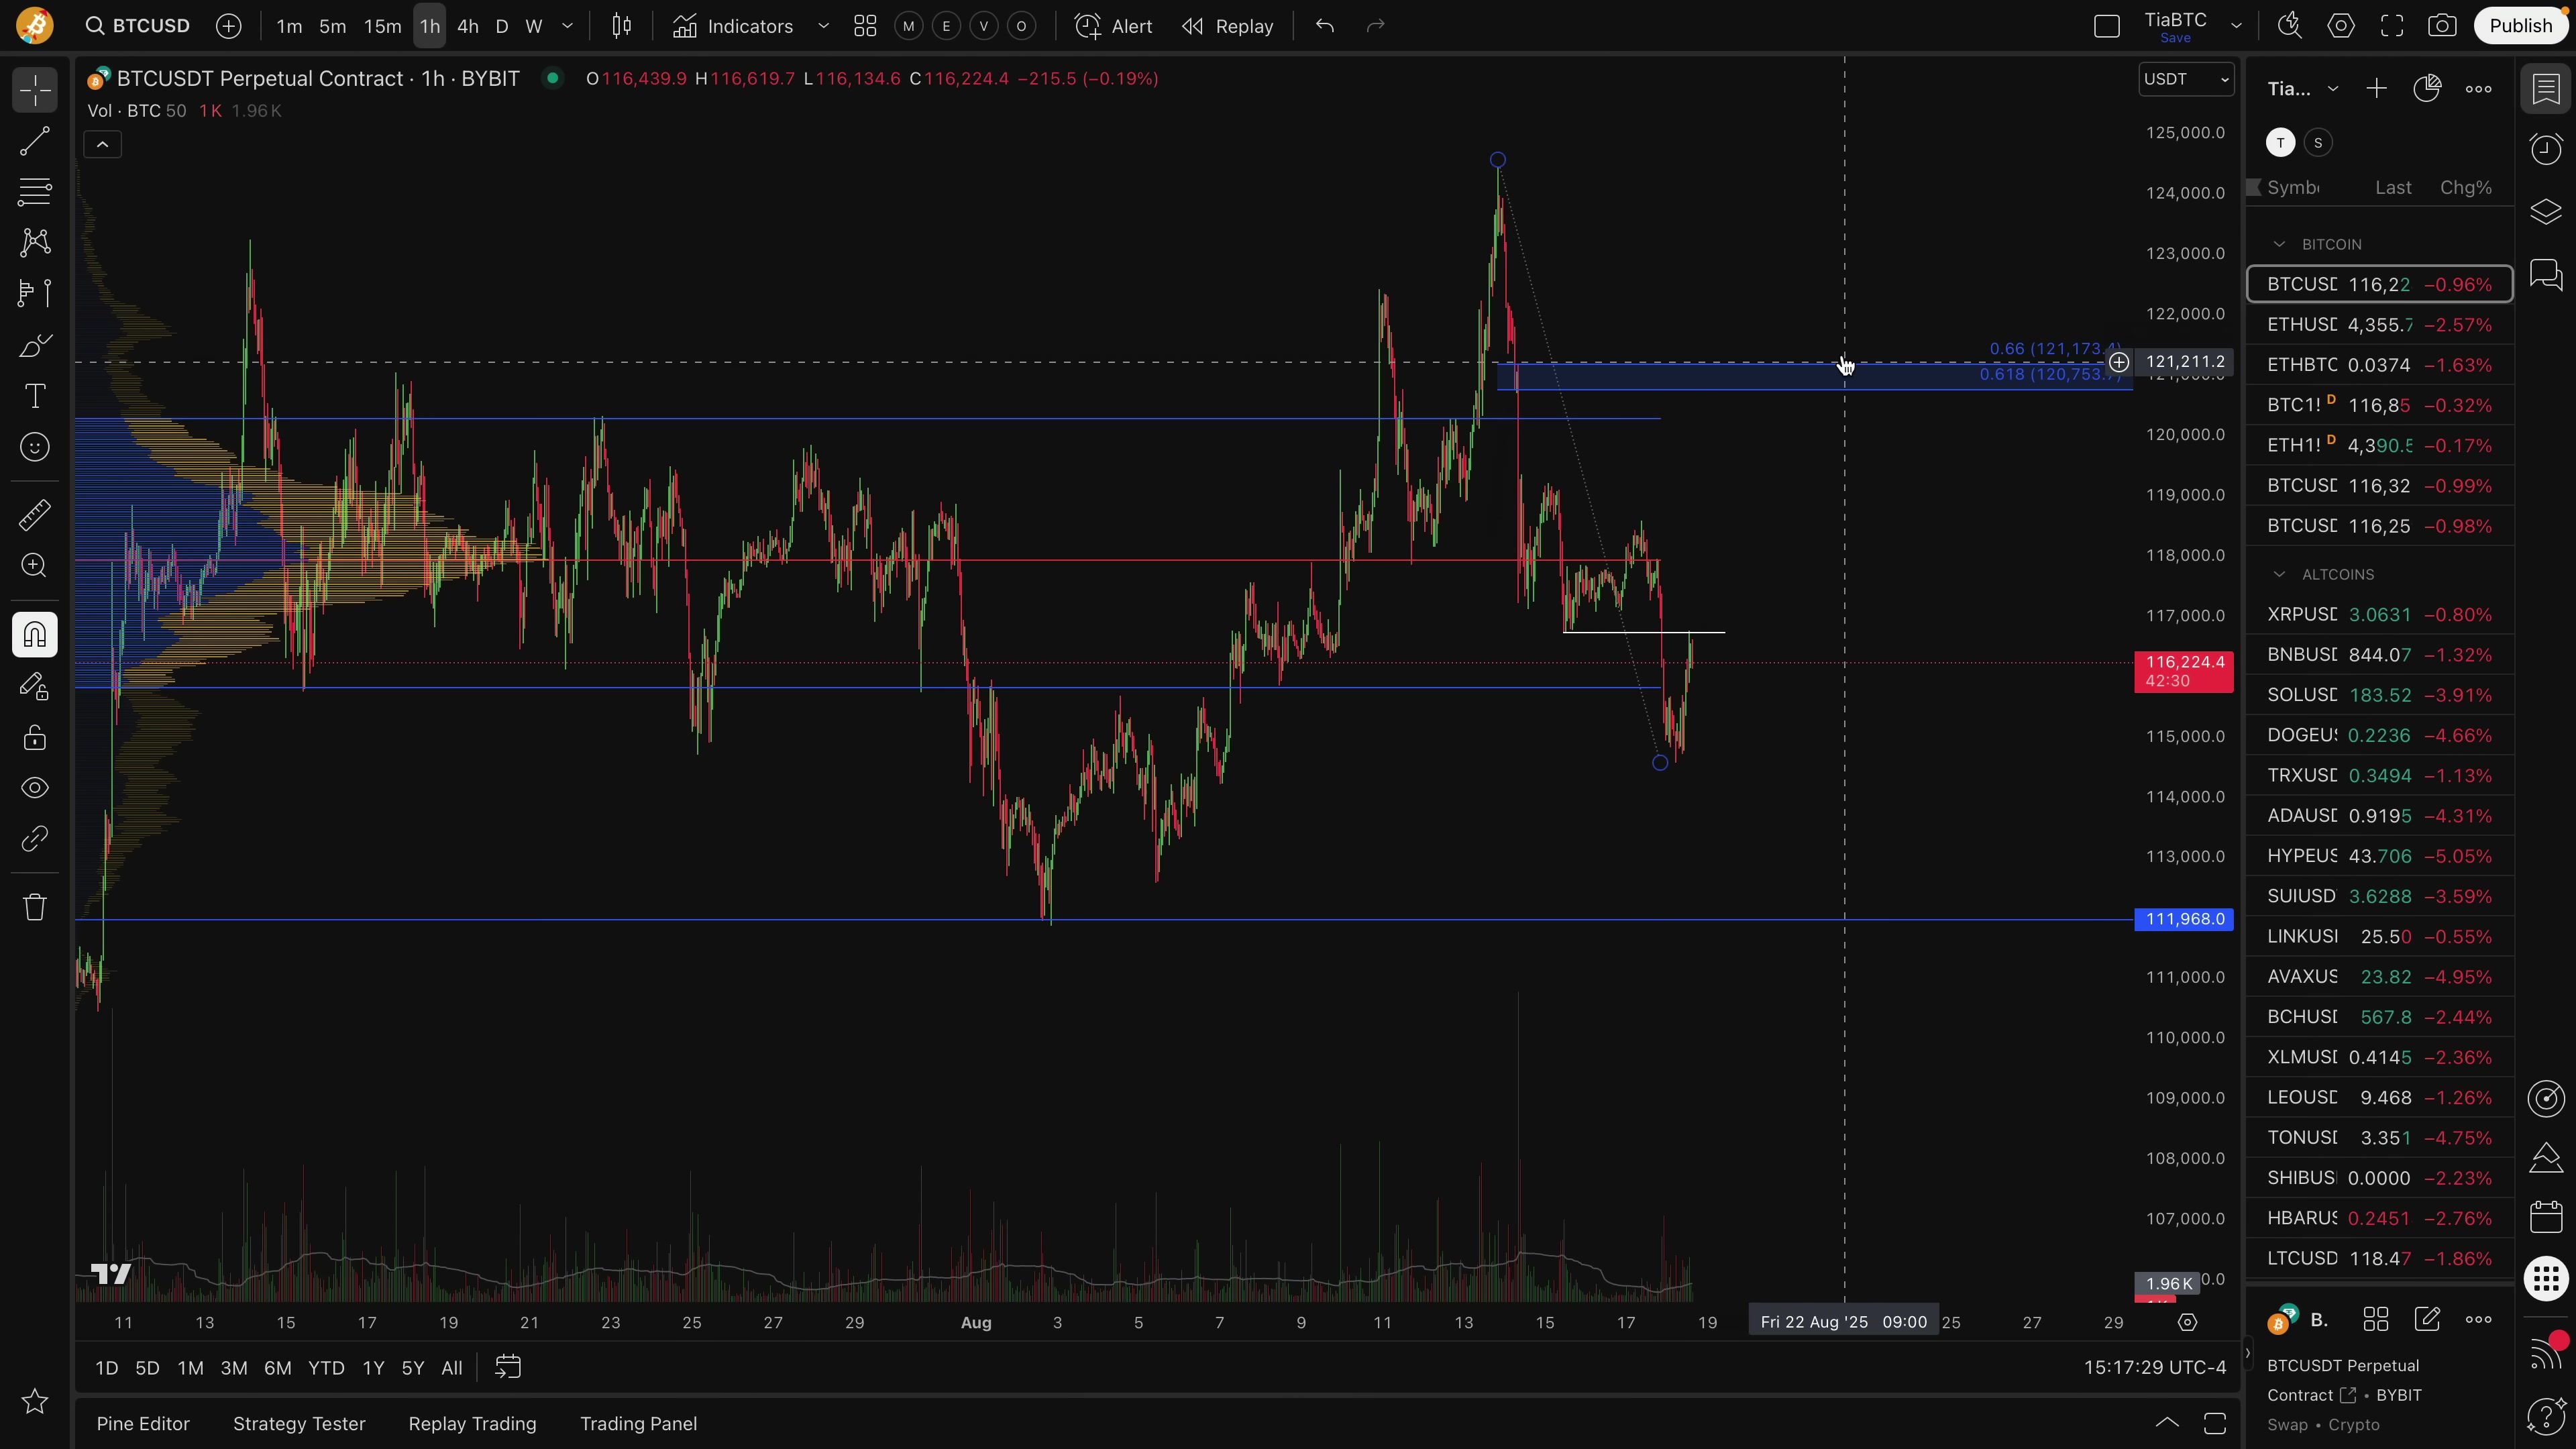 BTCUSD 1m 5m 15m 1h 4h D W Indicators M E V O Alert Replay TiaBTC Save Publish
BTCUSDT Perpetual Contract · 1h · BYBIT O116,439.9 H116,619.7 L116,134.6 C116,224.4 −215.5 (−0.19%)
Vol · BTC 50 1K 1.96K
USDT
125,000.0
124,000.0
123,000.0
122,000.0
0.66 (121,173.4)
121,211.2
0.618 (120,753.7)
120,000.0
119,000.0
118,000.0
117,000.0
116,224.4
42:30
115,000.0
114,000.0
113,000.0
111,968.0
111,000.0
110,000.0
109,000.0
108,000.0
107,000.0
1.96K
11 13 15 17 19 21 23 25 27 29 Aug 3 5 7 9 11 13 15 17 19 Fri 22 Aug '25 09:00 25 27 29
1D 5D 1M 3M 6M YTD 1Y 5Y All 15:17:29 UTC-4
Pine Editor Strategy Tester Replay Trading Trading Panel
Tia...
T S
Symb Last Chg%
BITCOIN
BTCUSD 116,22 −0.96%
ETHUSD 4,355.7 −2.57%
ETHBTC 0.0374 −1.63%
BTC1! D 116,85 −0.32%
ETH1! D 4,390.5 −0.17%
BTCUSD 116,32 −0.99%
BTCUSD 116,25 −0.98%
ALTCOINS
XRPUSD 3.0631 −0.80%
BNBUSD 844.07 −1.32%
SOLUSD 183.52 −3.91%
DOGEUS 0.2236 −4.66%
TRXUSD 0.3494 −1.13%
ADAUSD 0.9195 −4.31%
HYPEUS 43.706 −5.05%
SUIUSD 3.6288 −3.59%
LINKUSD 25.50 −0.55%
AVAXUS 23.82 −4.95%
BCHUSD 567.8 −2.44%
XLMUSD 0.4145 −2.36%
LEOUSD 9.468 −1.26%
TONUSD 3.351 −4.75%
SHIBUS 0.0000 −2.23%
HBARUS 0.2451 −2.76%
LTCUSD 118.47 −1.86%
B.
BTCUSDT Perpetual
Contract • BYBIT
Swap • Crypto